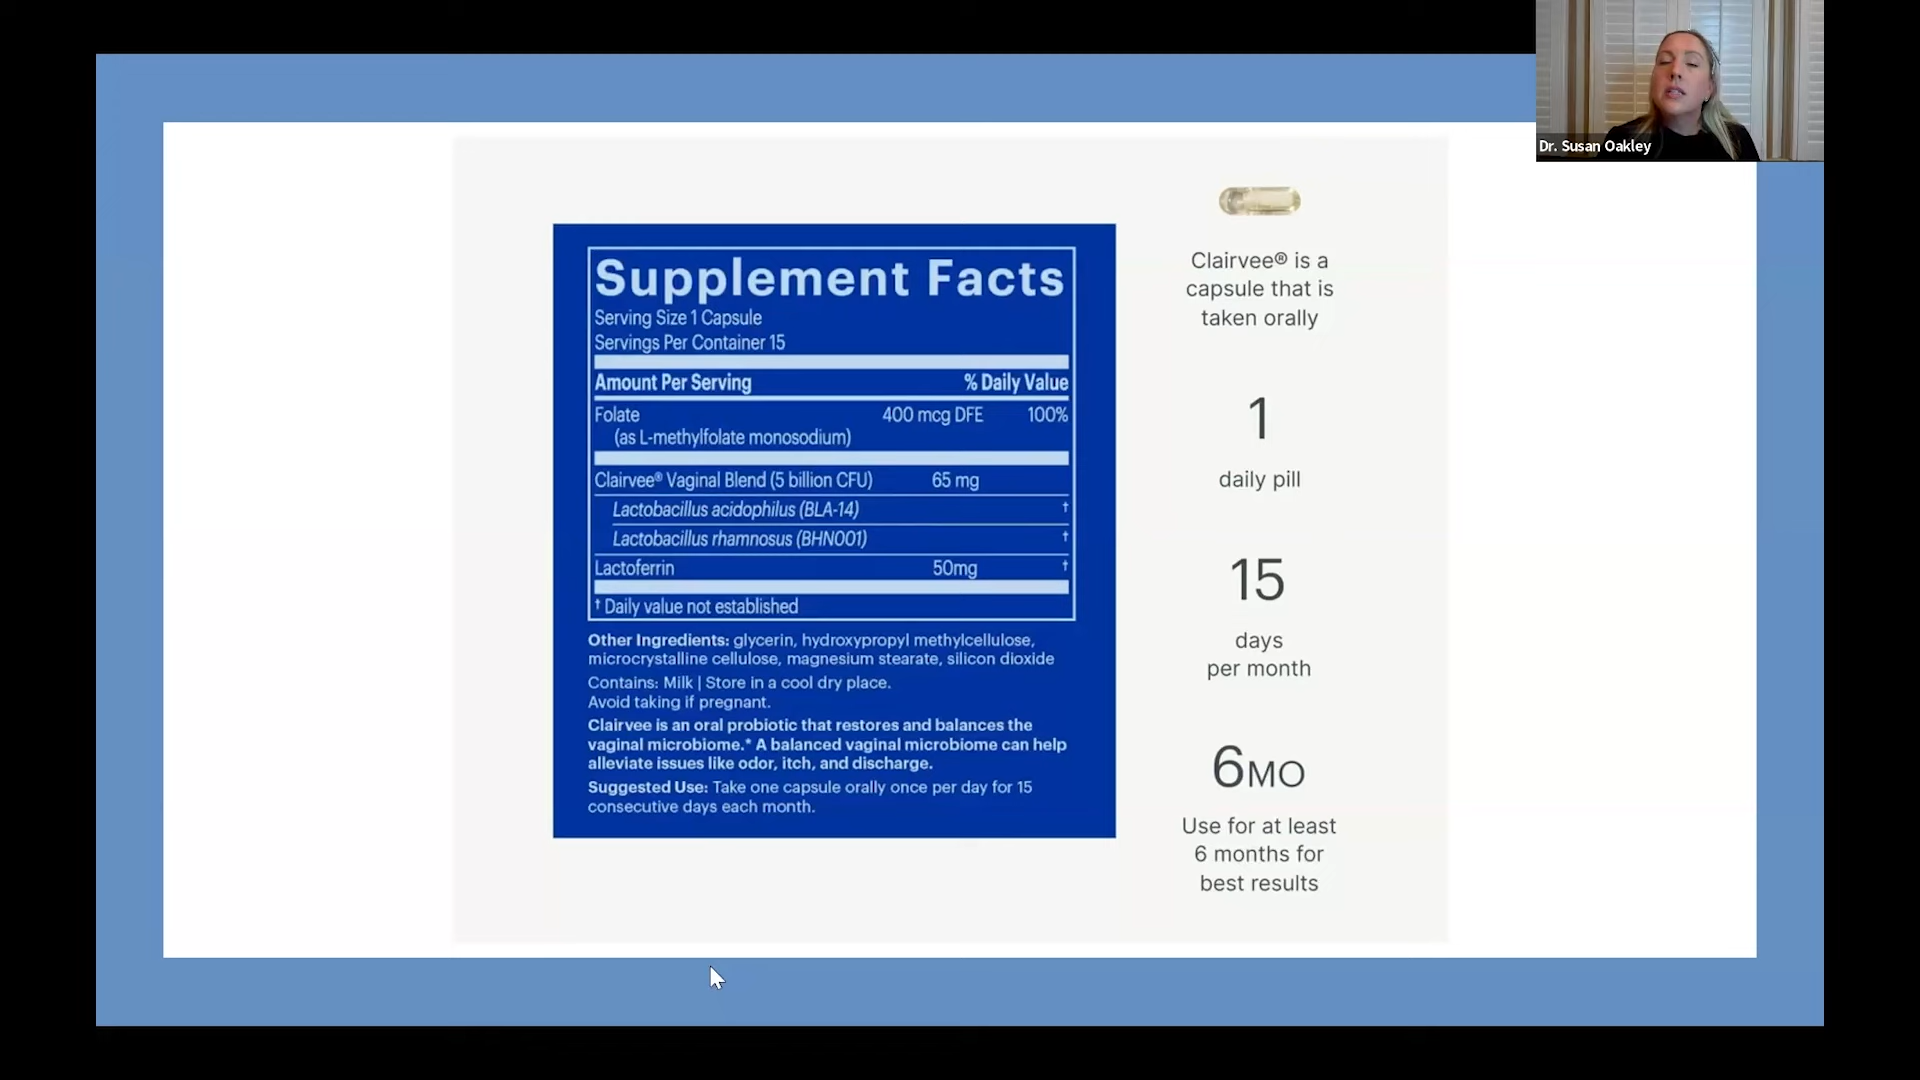 Dr. Susan Oakley
Supplement Facts
Serving Size 1 Capsule
Servings Per Container 15
Amount Per Serving % Daily Value
Folate 400 mcg DFE 100%
(as L-methylfolate monosodium)
Clairvee® Vaginal Blend (5 billion CFU) 65 mg
Lactobacillus acidophilus (BLA-14) †
Lactobacillus rhamnosus (BHN001) †
Lactoferrin 50mg †
† Daily value not established
Other Ingredients: glycerin, hydroxypropyl methylcellulose,
microcrystalline cellulose, magnesium stearate, silicon dioxide
Contains: Milk | Store in a cool dry place.
Avoid taking if pregnant.
Clairvee is an oral probiotic that restores and balances the
vaginal microbiome.* A balanced vaginal microbiome can help
alleviate issues like odor, itch, and discharge.
Suggested Use: Take one capsule orally once per day for 15
consecutive days each month.
Clairvee® is a
capsule that is
taken orally
1
daily pill
15
days
per month
6MO
Use for at least
6 months for
best results